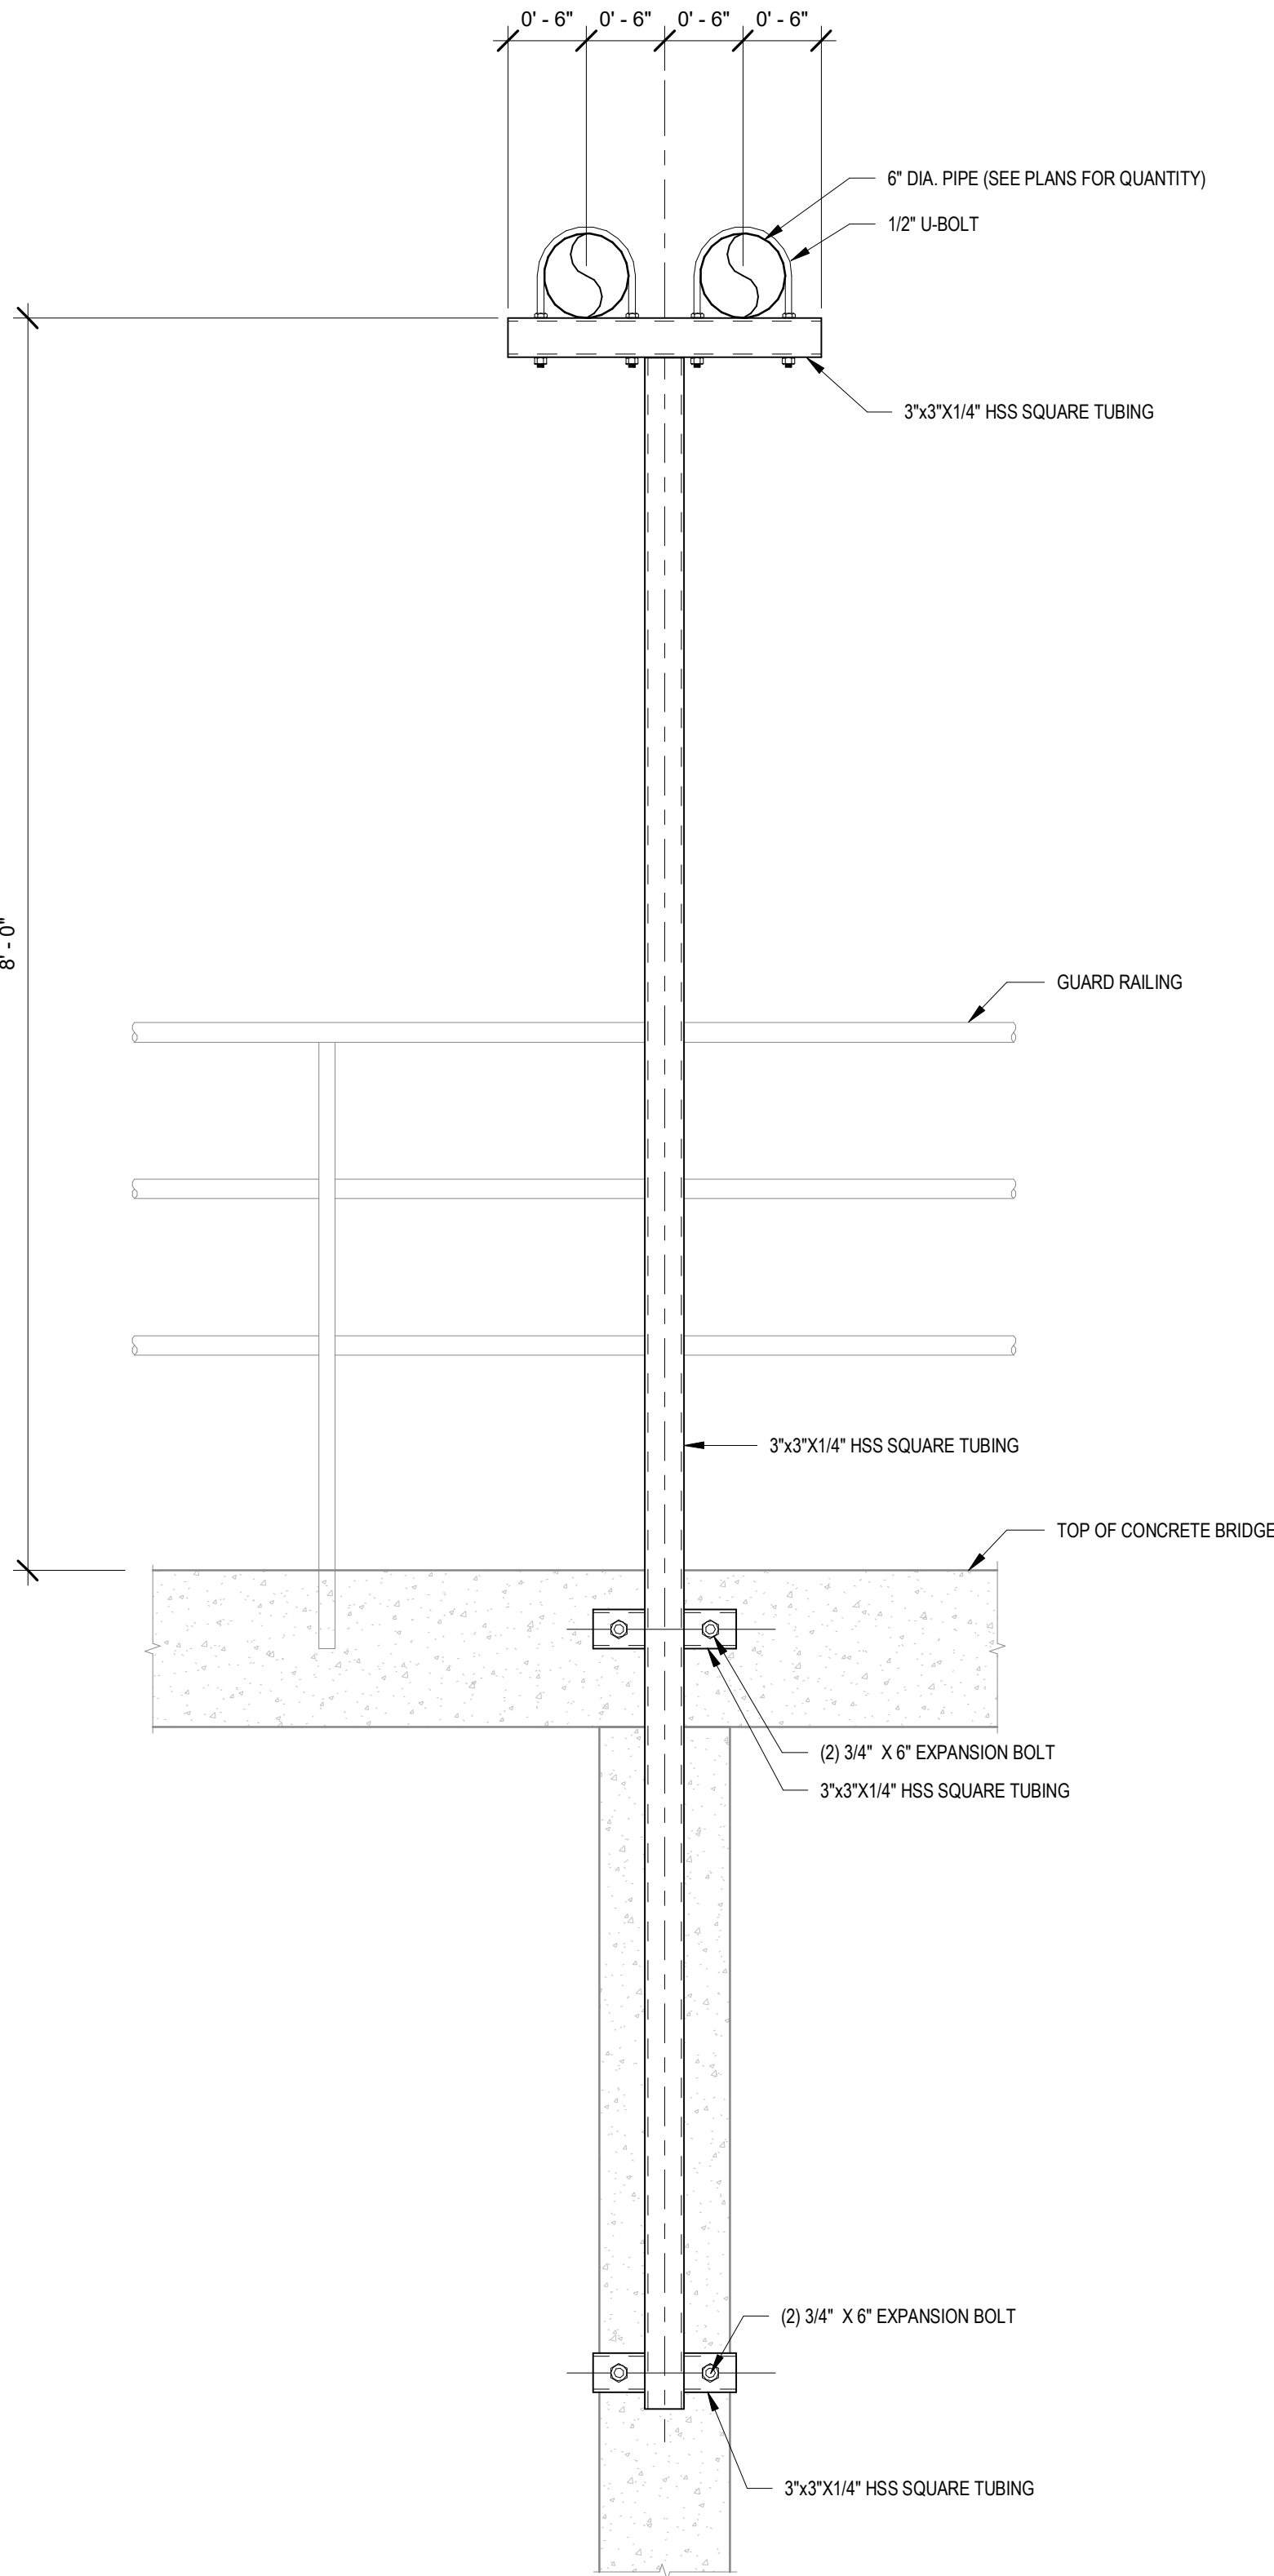 0' - 6" 0' - 6" 0' - 6" 0' - 6"
6" DIA. PIPE (SEE PLANS FOR QUANTITY)
1/2" U-BOLT
3"x3"X1/4" HSS SQUARE TUBING
8' - 0"
GUARD RAILING
3"x3"X1/4" HSS SQUARE TUBING
TOP OF CONCRETE BRIDGE
(2) 3/4" X 6" EXPANSION BOLT
3"x3"X1/4" HSS SQUARE TUBING
(2) 3/4" X 6" EXPANSION BOLT
3"x3"X1/4" HSS SQUARE TUBING